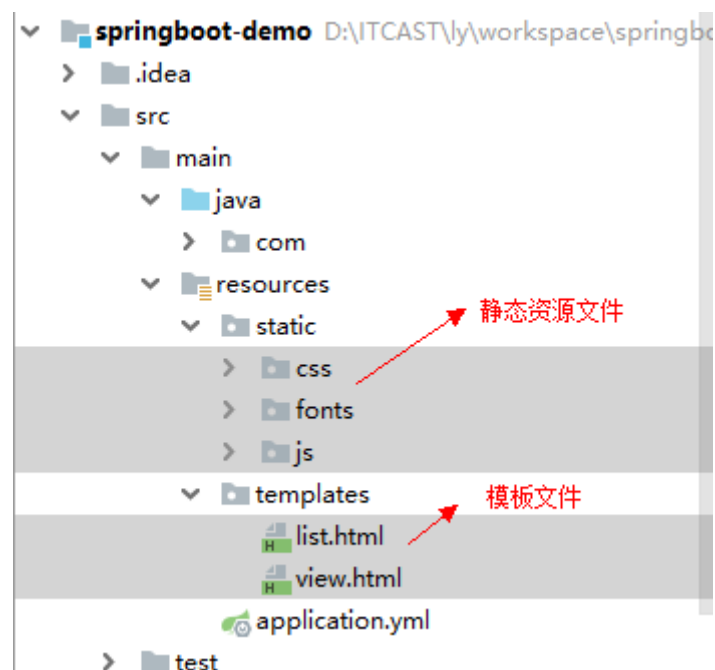 springboot-demo D:\ITCAST\ly\workspace\springbo
.idea
src
main
java
com
resources
static
静态资源文件
css
fonts
js
templates
模板文件
list.html
view.html
application.yml
test